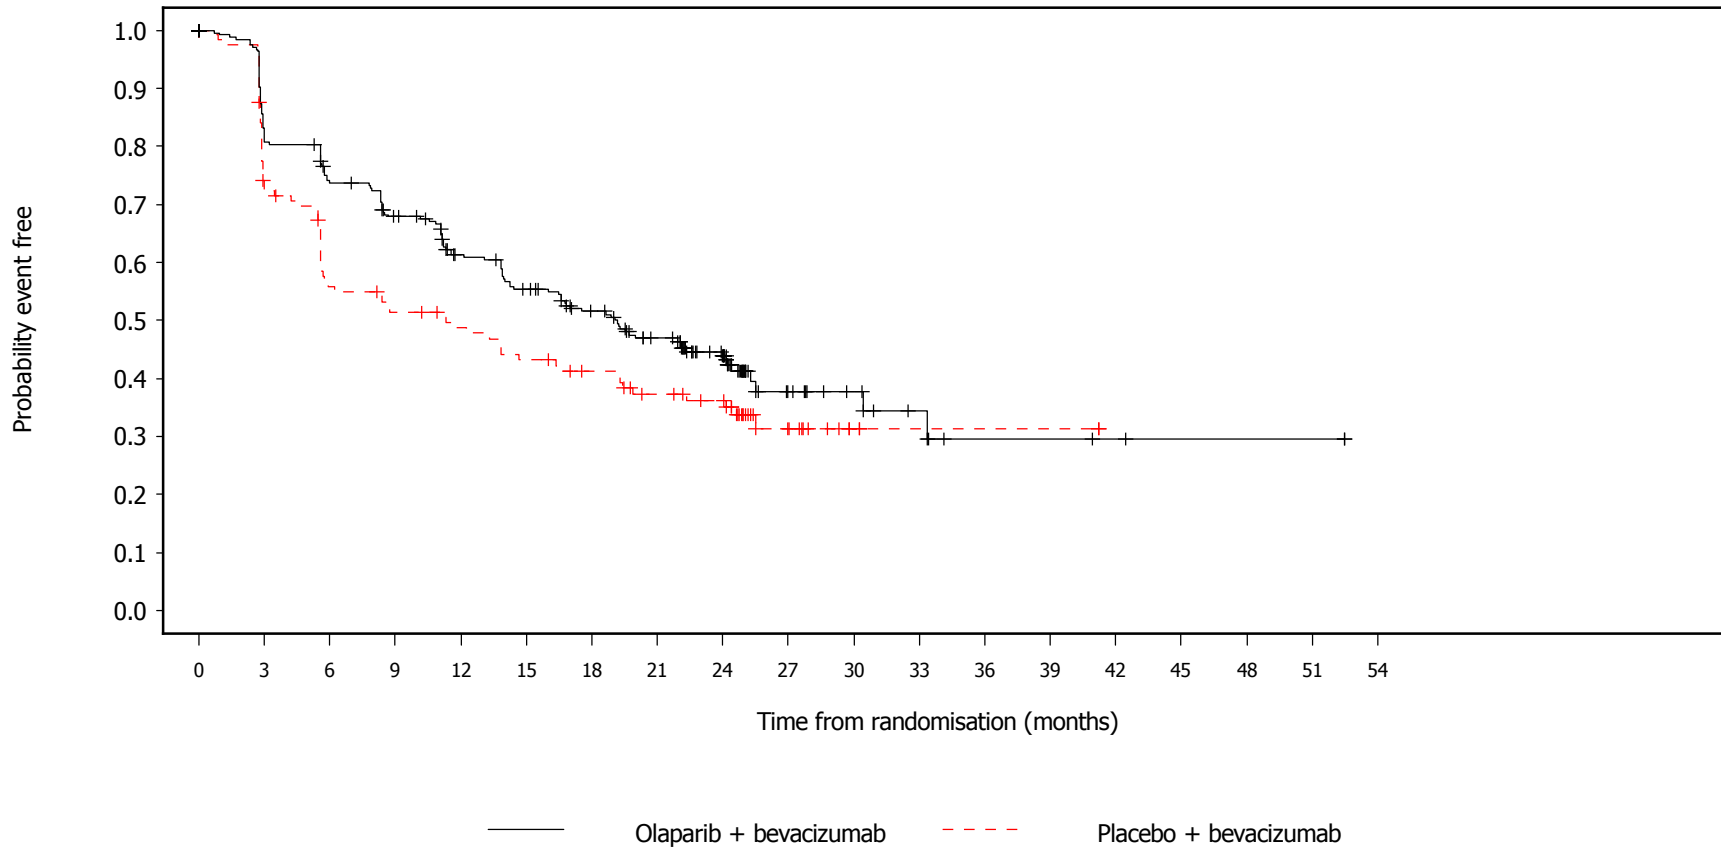 Probability event free
1.0
0.9
0.8
0.7
0.6
0.5
0.4
0.3
0.2
0.1
0.0
0 3 6 9 12 15 18 21 24 27 30 33 36 39 42 45 48 51 54
Time from randomisation (months)
Olaparib + bevacizumab Placebo + bevacizumab